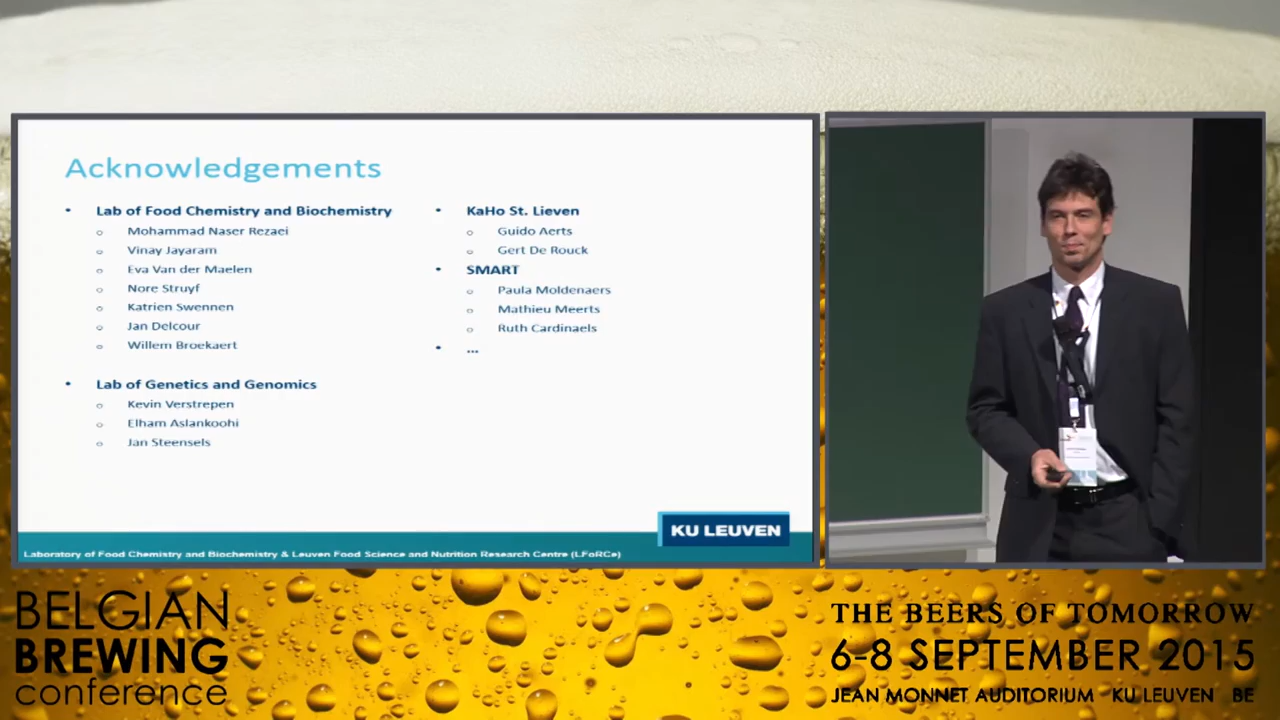 Acknowledgements
• Lab of Food Chemistry and Biochemistry
o Mohammad Naser Rezaei
o Vinay Jayaram
o Eva Van der Maelen
o Nore Struyf
o Katrien Swennen
o Jan Delcour
o Willem Broekaert
• Lab of Genetics and Genomics
o Kevin Verstrepen
o Elham Aslankoohi
o Jan Steensels
• KaHo St. Lieven
o Guido Aerts
o Gert De Rouck
• SMART
o Paula Moldenaers
o Mathieu Meerts
o Ruth Cardinaels
• ...
KU LEUVEN
Laboratory of Food Chemistry and Biochemistry & Leuven Food Science and Nutrition Research Centre (LFoRCe)
BELGIAN
BREWING
conference
THE BEERS OF TOMORROW
6-8 SEPTEMBER 2015
JEAN MONNET AUDITORIUM KU LEUVEN BE